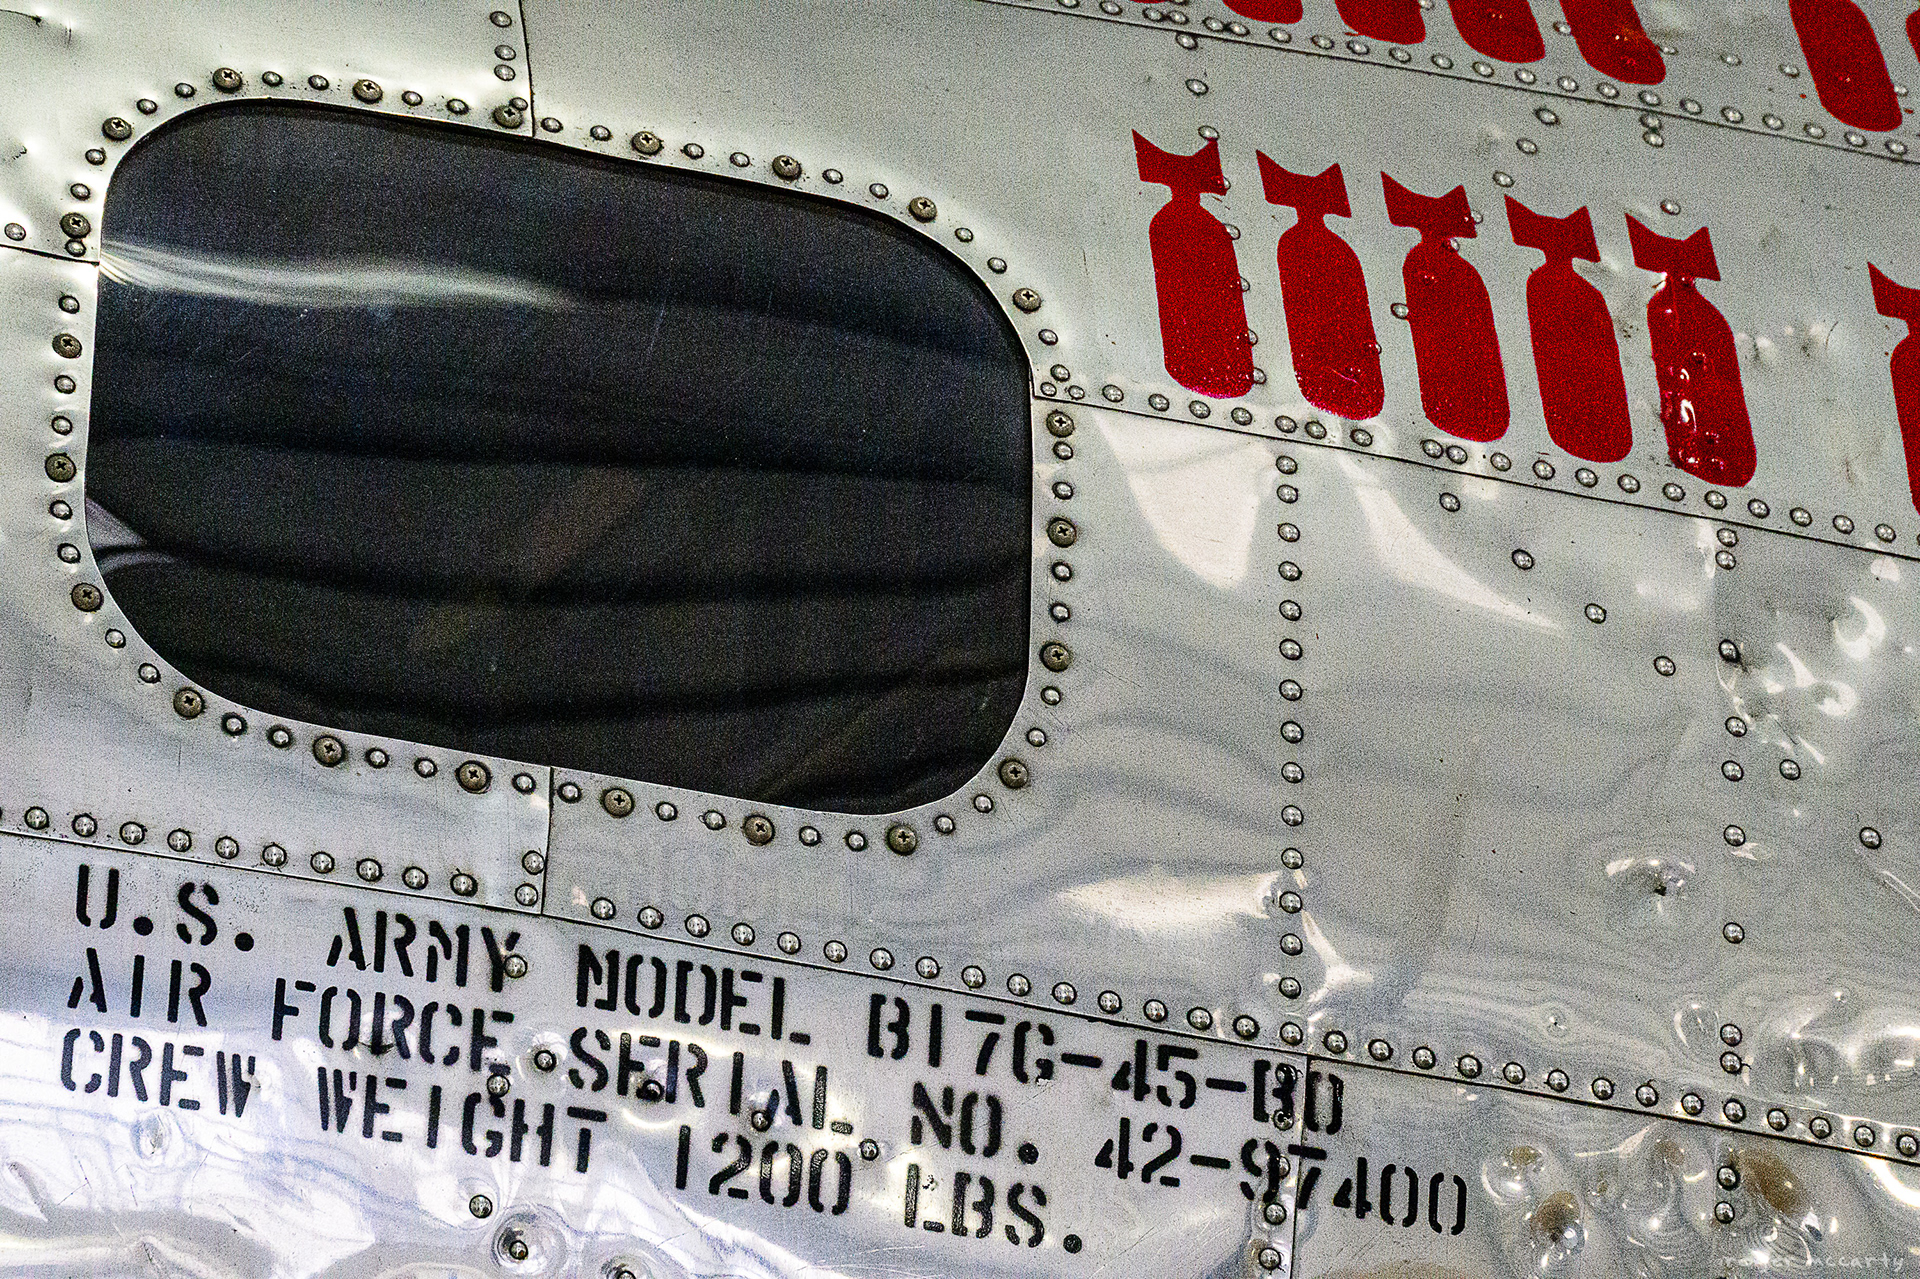 U.S. ARMY MODEL B17G-45-BO
AIR FORCE SERIAL NO. 42-97400
CREW WEIGHT 1200 LBS.